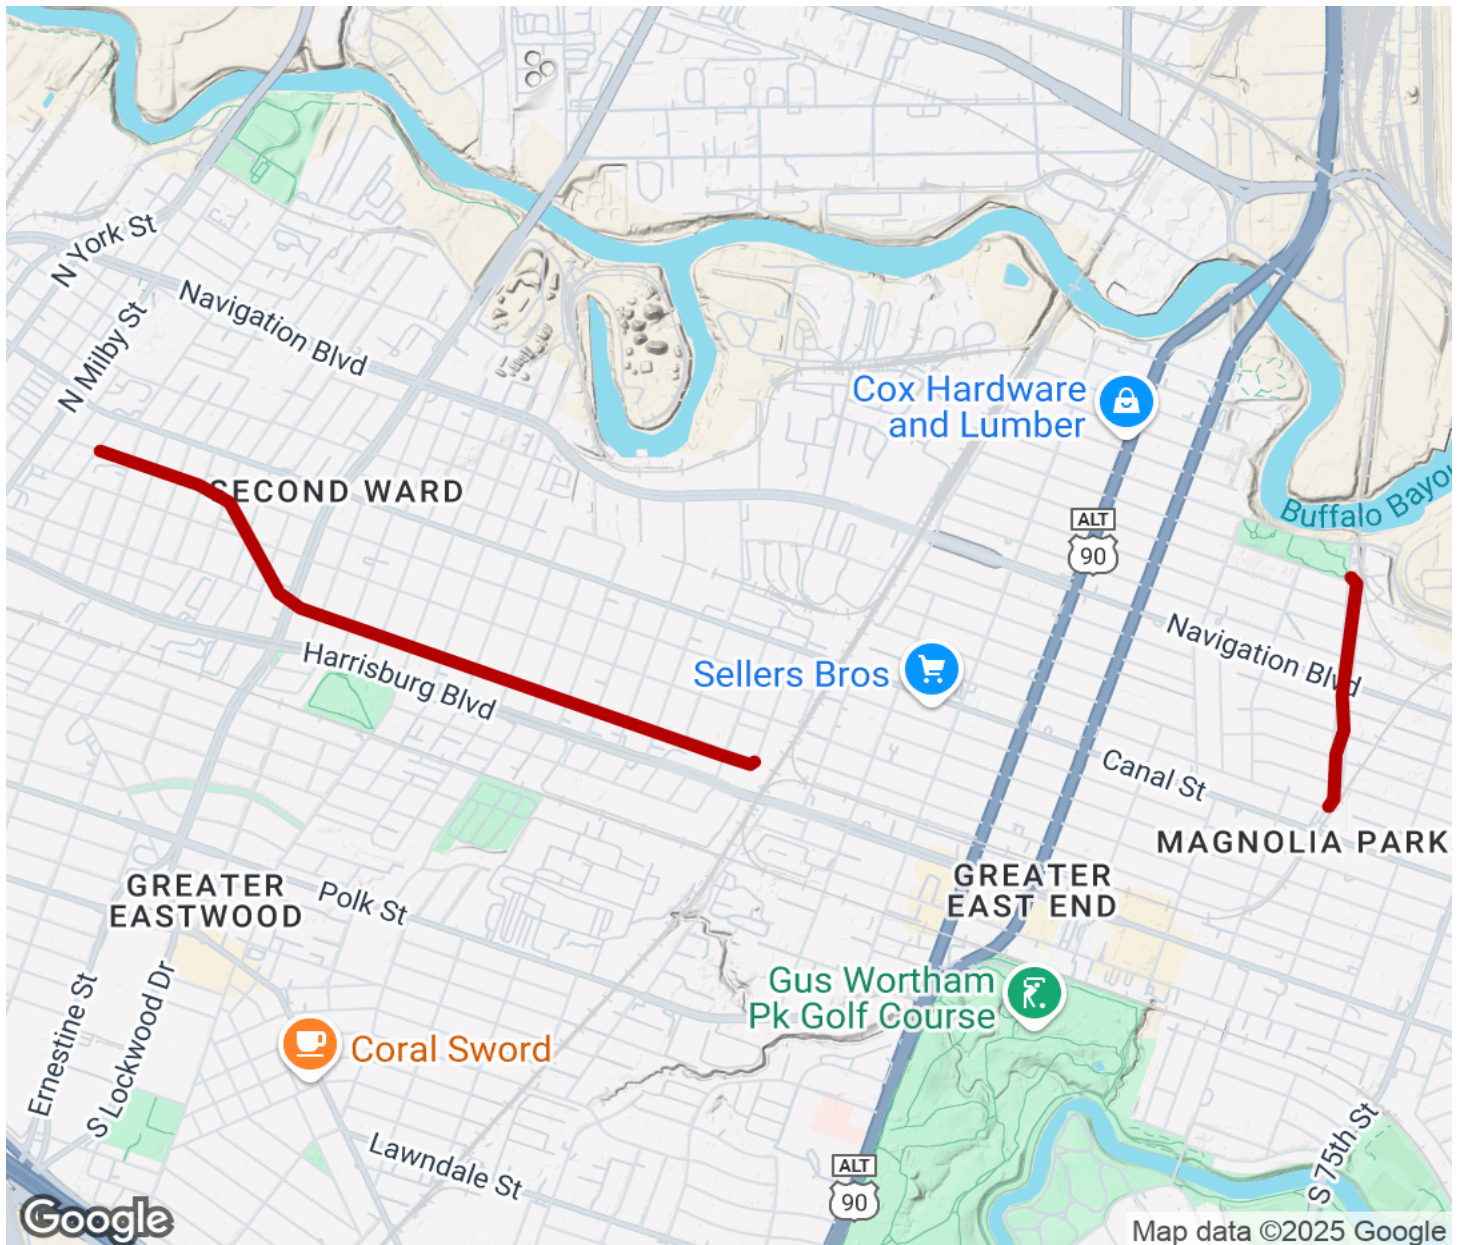 N York St
N Milby St
Navigation Blvd
Cox Hardware
and Lumber
SECOND WARD
ALT
90
Buffalo Bayou
Harrisburg Blvd
Sellers Bros
Navigation Blvd
Canal St
MAGNOLIA PARK
GREATER
EASTWOOD
Polk St
GREATER
EAST END
Gus Wortham
Pk Golf Course
Coral Sword
Ernestine St
S Lockwood Dr
Lawndale St
ALT
90
S 75th St
Google
Map data ©2025 Google